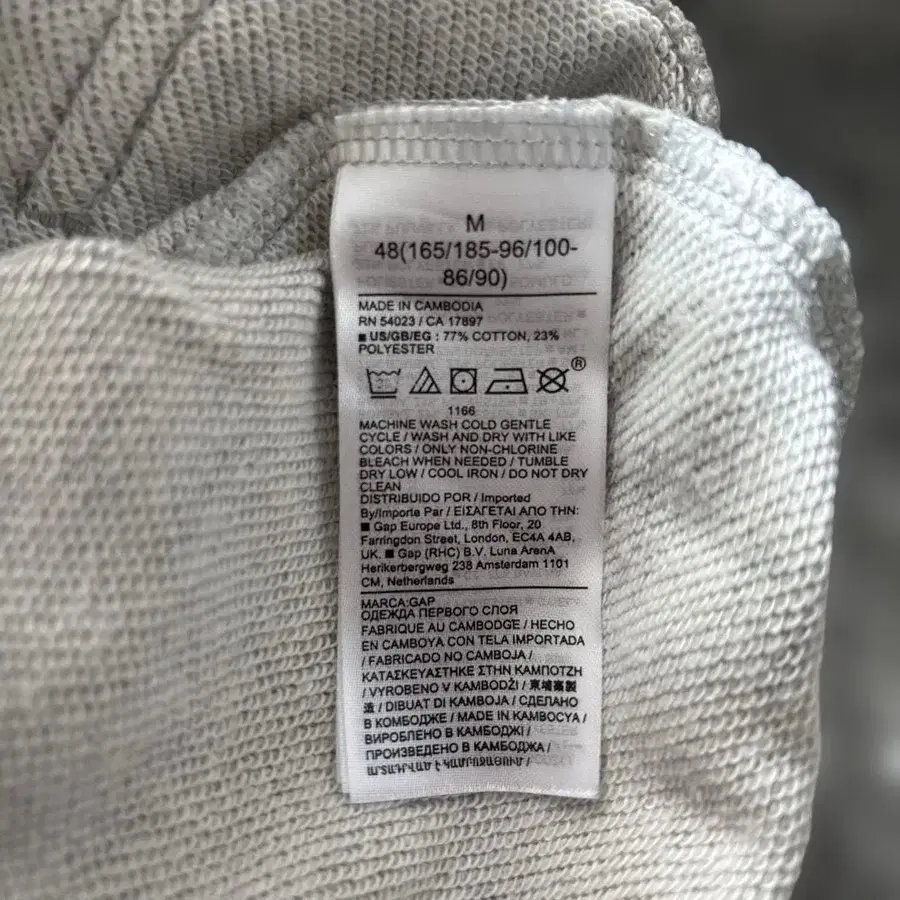 M
48(165/185-96/100-
86/90)
MADE IN CAMBODIA
RN 54023 / CA 17897
■ US/GB/EG : 77% COTTON, 23%
POLYESTER
®
1166
MACHINE WASH COLD GENTLE
CYCLE / WASH AND DRY WITH LIKE
COLORS / ONLY NON-CHLORINE
BLEACH WHEN NEEDED / TUMBLE
DRY LOW / COOL IRON / DO NOT DRY
CLEAN
DISTRIBUIDO POR / Imported
By/Importe Par / ΕΙΣΑΓΕΤΑΙ ΑΠΟ ΤΗΝ:
■ Gap Europe Ltd., 8th Floor, 20
Farringdon Street, London, EC4A 4AB,
UK. ■ Gap (RHC) B.V. Luna ArenA
Herikerbergweg 238 Amsterdam 1101
CM, Netherlands
MARCA:GAP
ОДЕЖДА ПЕРВОГО СЛОЯ
FABRIQUE AU CAMBODGE / HECHO
EN CAMBOYA CON TELA IMPORTADA
/ FABRICADO NO CAMBOJA /
ΚΑΤΑΣΚΕΥΑΣΤΗΚΕ ΣΤΗΝ ΚΑΜΠΟΤΖΗ
/ VYROBENO V KAMBODŽI / 東埔寨製
造 / DIBUAT DI KAMBOJA / СДЕЛАНО
В КОМБОДЖЕ / MADE IN KAMBOCYA /
ВИРОБЛЕНО В КАМБОДЖІ /
ПРОИЗВЕДЕНО В КАМБОДЖА /
ԱՐՏԱԴՐՎԱԾ Է ԿԱՄԲՈՋԱՅՈՒՄ /